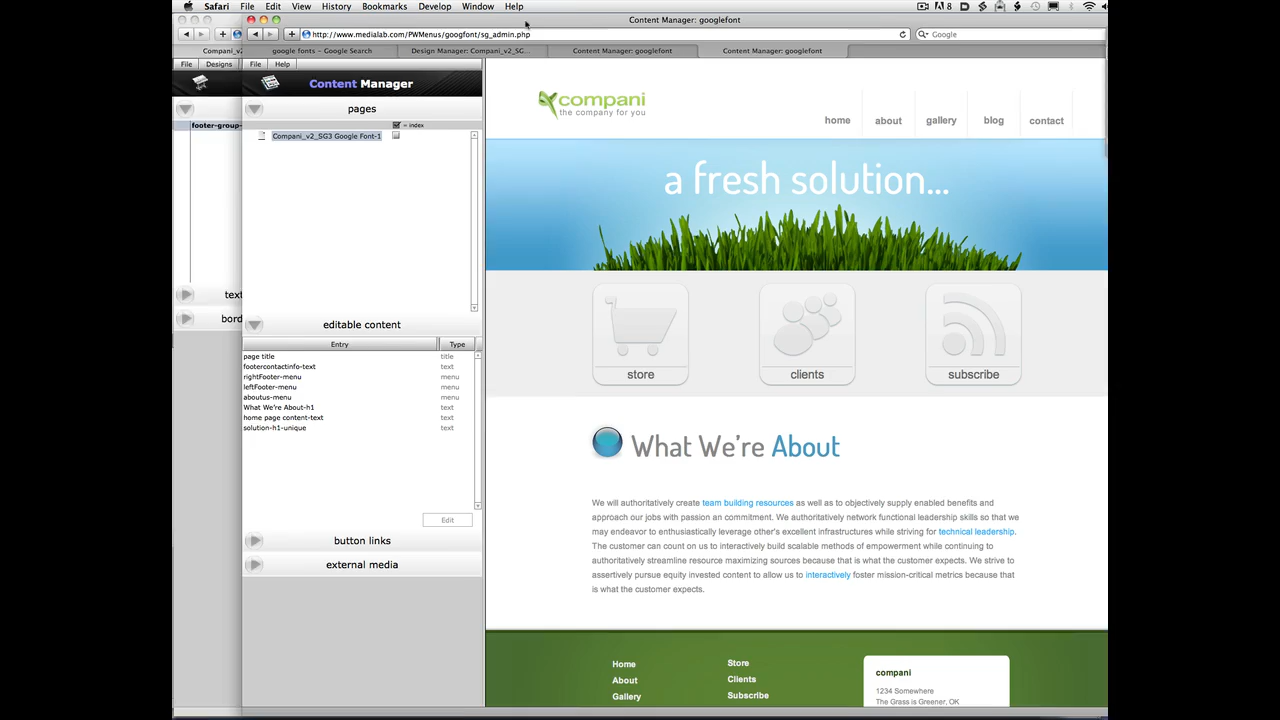 Safari File Edit View History Bookmarks Develop Window Help
8
Content Manager: googlefont
http://www.medialab.com/PWMenus/googfont/sg_admin.php
Google
Compani_v2
google fonts - Google Search
Design Manager: Compani_v2_SG...
Content Manager: googlefont
Content Manager: googlefont
File Designs
File Help
Content Manager
pages
footer-group-
= index
Compani_v2_SG3 Google Font-1
text
bord
editable content
Entry Type
page title title
footercontactinfo-text text
rightFooter-menu menu
leftFooter-menu menu
aboutus-menu menu
What We're About-h1 text
home page content-text text
solution-h1-unique text
Edit
button links
external media
compani
the company for you
home about gallery blog contact
a fresh solution...
store clients subscribe
What We're About
We will authoritatively create team building resources as well as to objectively supply enabled benefits and
approach our jobs with passion an commitment. We authoritatively network functional leadership skills so that we
may endeavor to enthusiastically leverage other's excellent infrastructures while striving for technical leadership.
The customer can count on us to interactively build scalable methods of empowerment while continuing to
authoritatively streamline resource maximizing sources because that is what the customer expects. We strive to
assertively pursue equity invested content to allow us to interactively foster mission-critical metrics because that
is what the customer expects.
Home
About
Gallery
Store
Clients
Subscribe
compani
1234 Somewhere
The Grass is Greener, OK